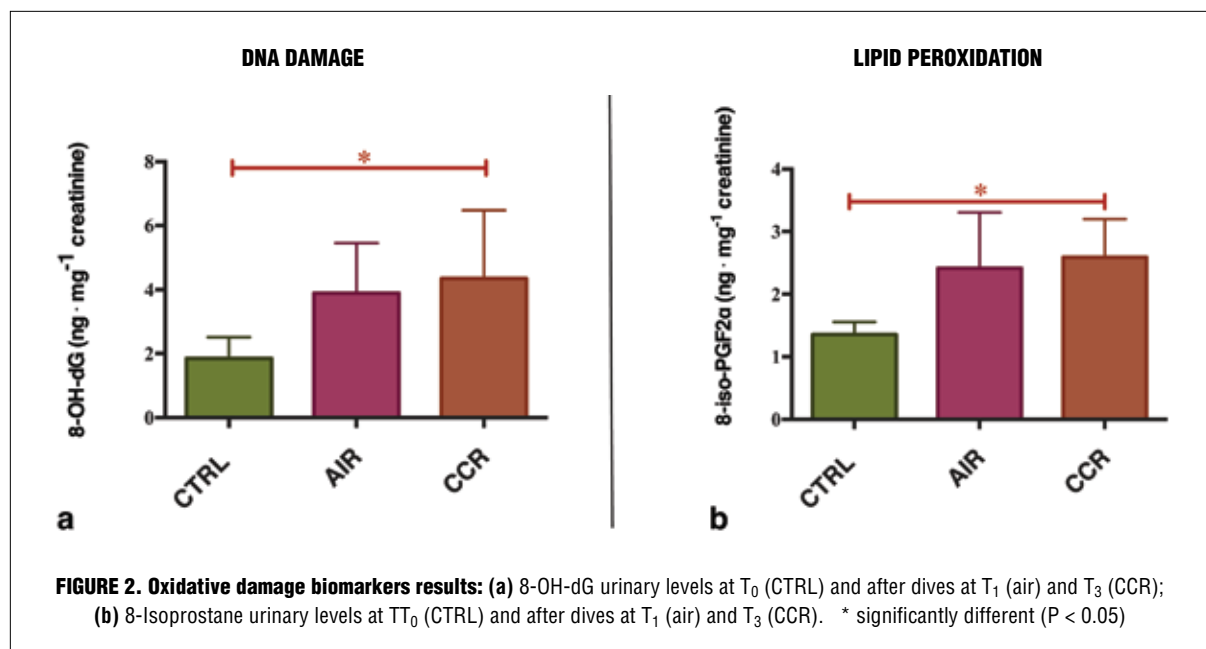 DNA DAMAGE
8-OH-dG (ng · mg⁻¹ creatinine)
8
6
4
2
0
*
CTRL
AIR
CCR
a
LIPID PEROXIDATION
8-iso-PGF2α (ng · mg⁻¹ creatinine)
4
3
2
1
0
*
CTRL
AIR
CCR
b
FIGURE 2. Oxidative damage biomarkers results: (a) 8-OH-dG urinary levels at T₀ (CTRL) and after dives at T₁ (air) and T₃ (CCR);
(b) 8-Isoprostane urinary levels at TT₀ (CTRL) and after dives at T₁ (air) and T₃ (CCR). * significantly different (P < 0.05)